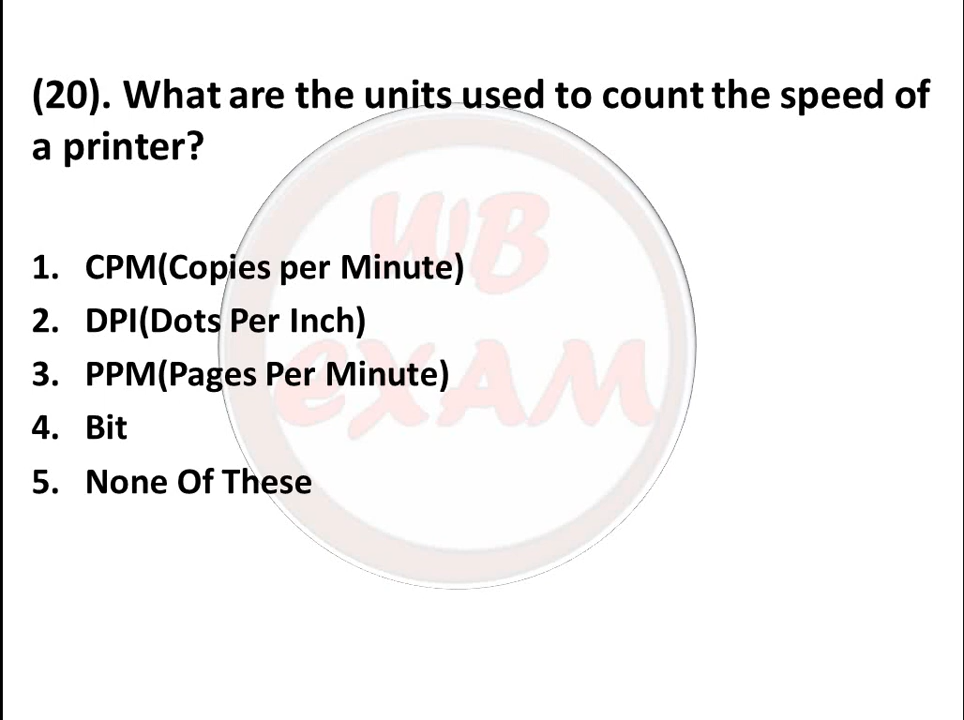 (20). What are the units used to count the speed of
a printer?
WB
1. CPM(Copies per Minute)
2. DPI(Dots Per Inch)
eXAM
3. PPM(Pages Per Minute)
4. Bit
5. None Of These